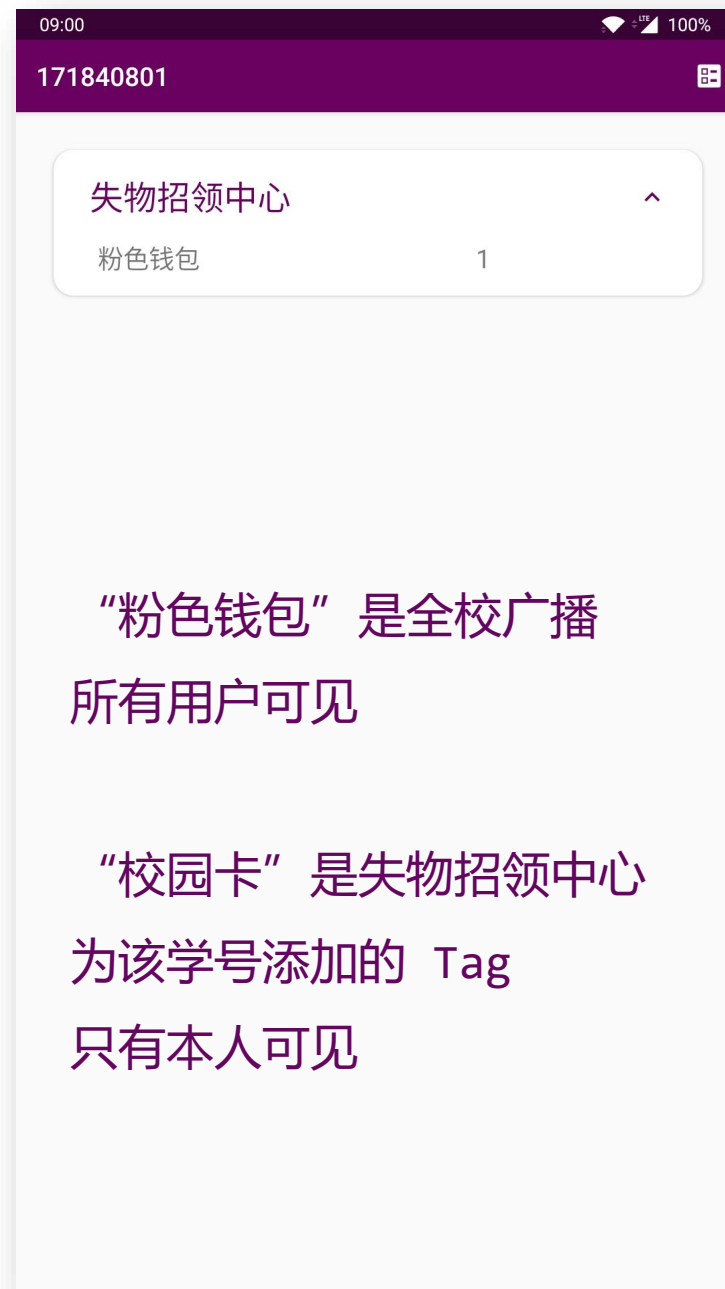 09:00 LTE 100%
171840801
失物招领中心
粉色钱包 1
“粉色钱包”是全校广播
所有用户可见
“校园卡”是失物招领中心
为该学号添加的 Tag
只有本人可见